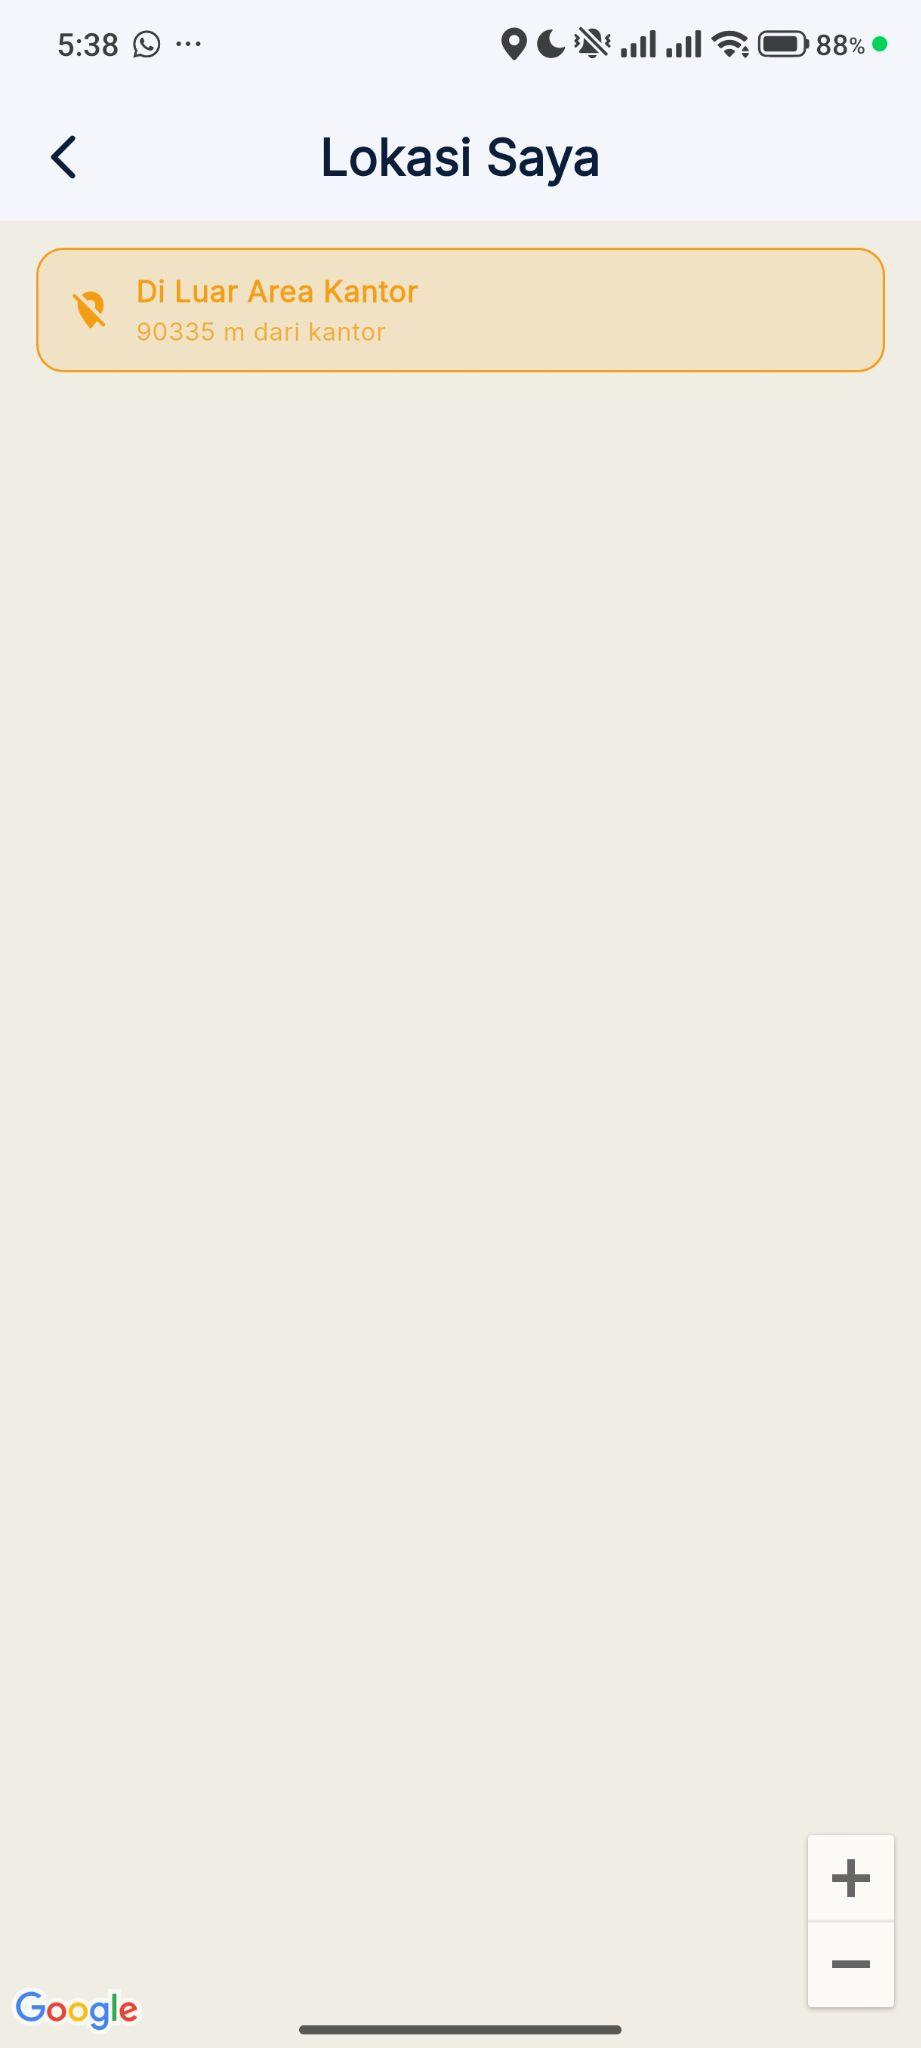 5:38
88%
Lokasi Saya
Di Luar Area Kantor
90335 m dari kantor
Google